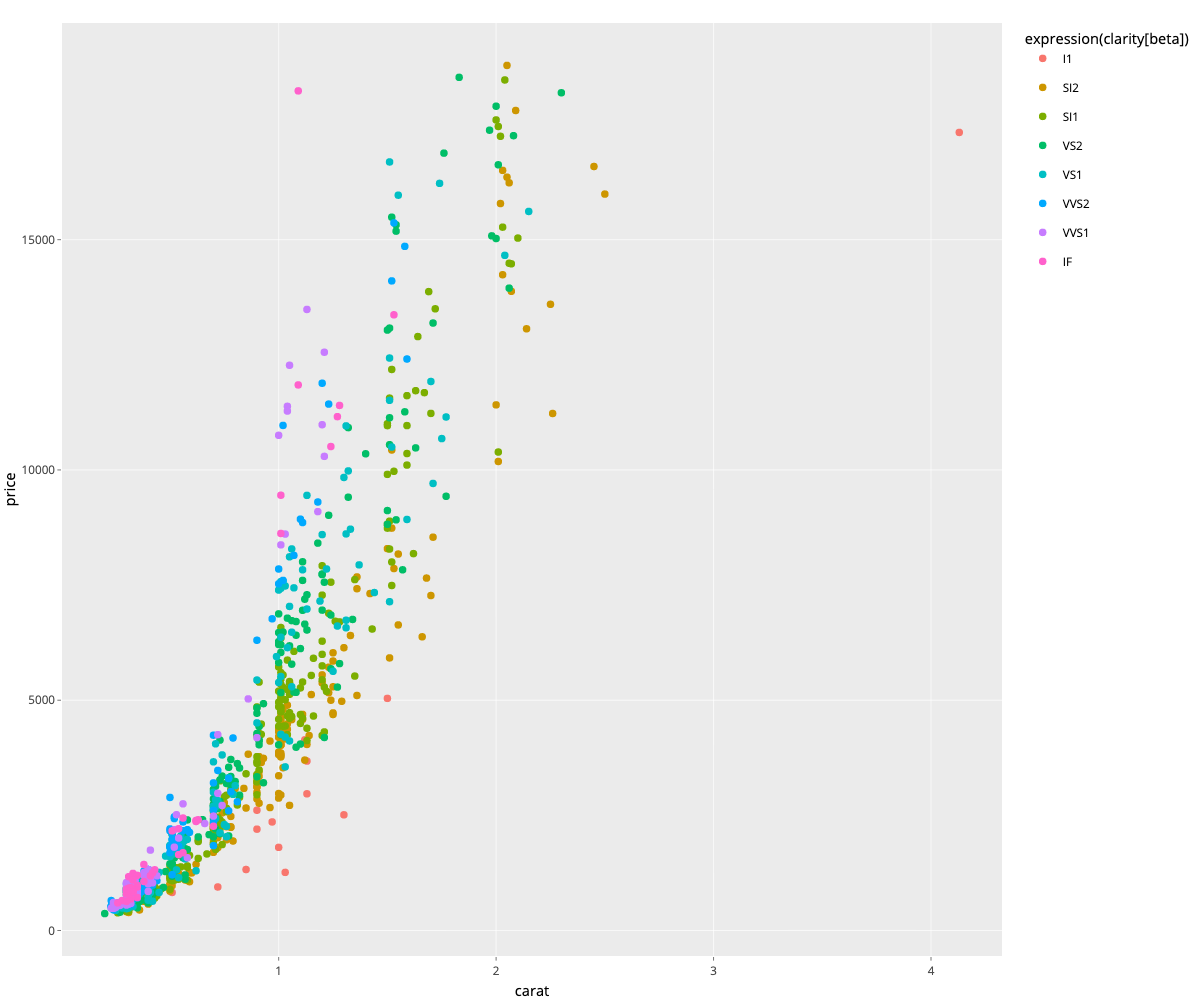 expression(clarity[beta])
I1
SI2
SI1
VS2
VS1
VVS2
VVS1
IF
price
15000
10000
5000
0
1 2 3 4
carat